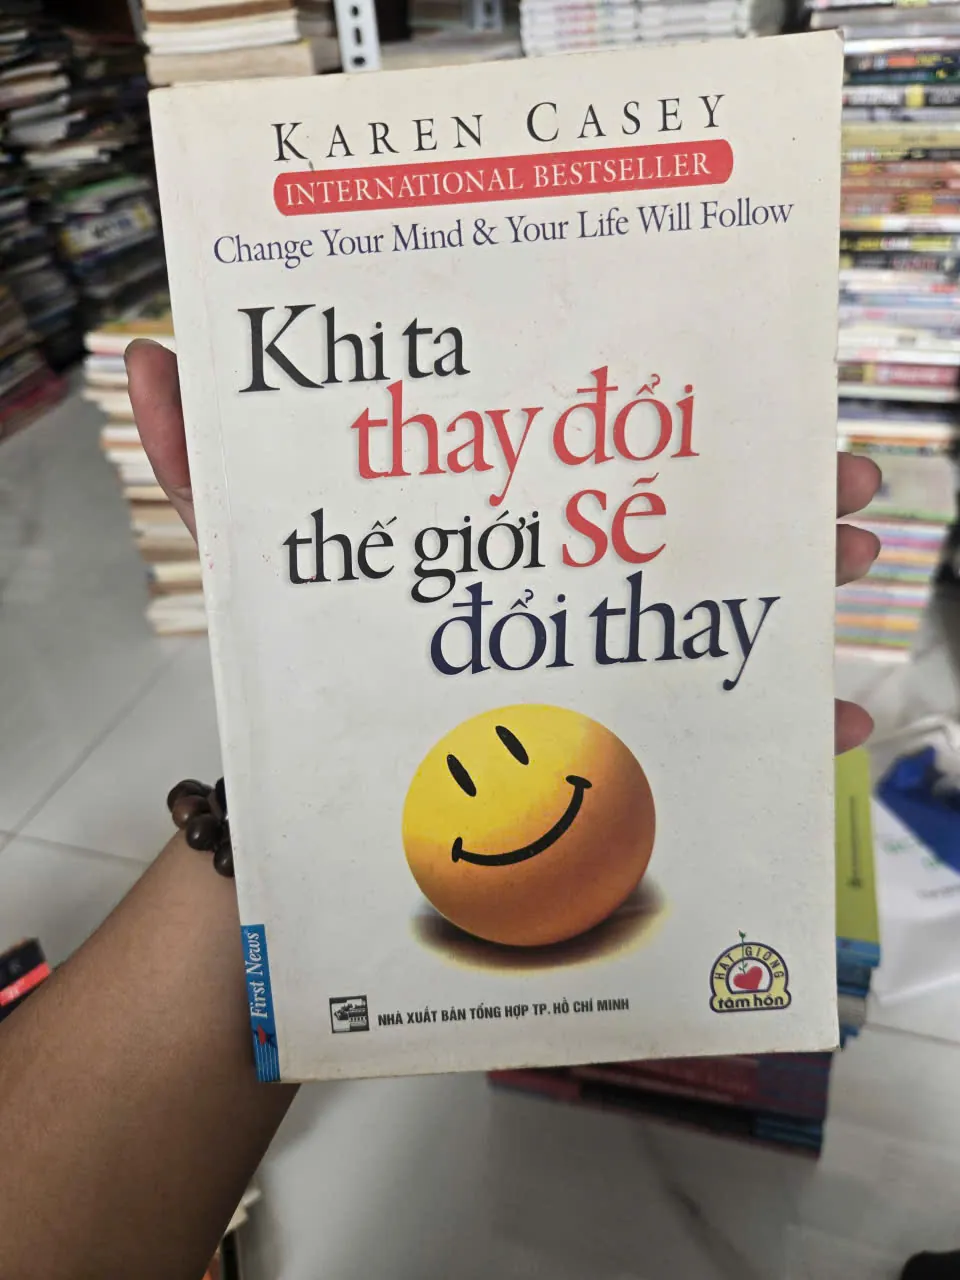 KAREN CASEY
INTERNATIONAL BESTSELLER
Change Your Mind & Your Life Will Follow
Khi ta
thay đổi
thế giới sẽ
đổi thay
First News
NHÀ XUẤT BẢN TỔNG HỢP TP. HỒ CHÍ MINH
HẠT GIỐNG
tâm hồn